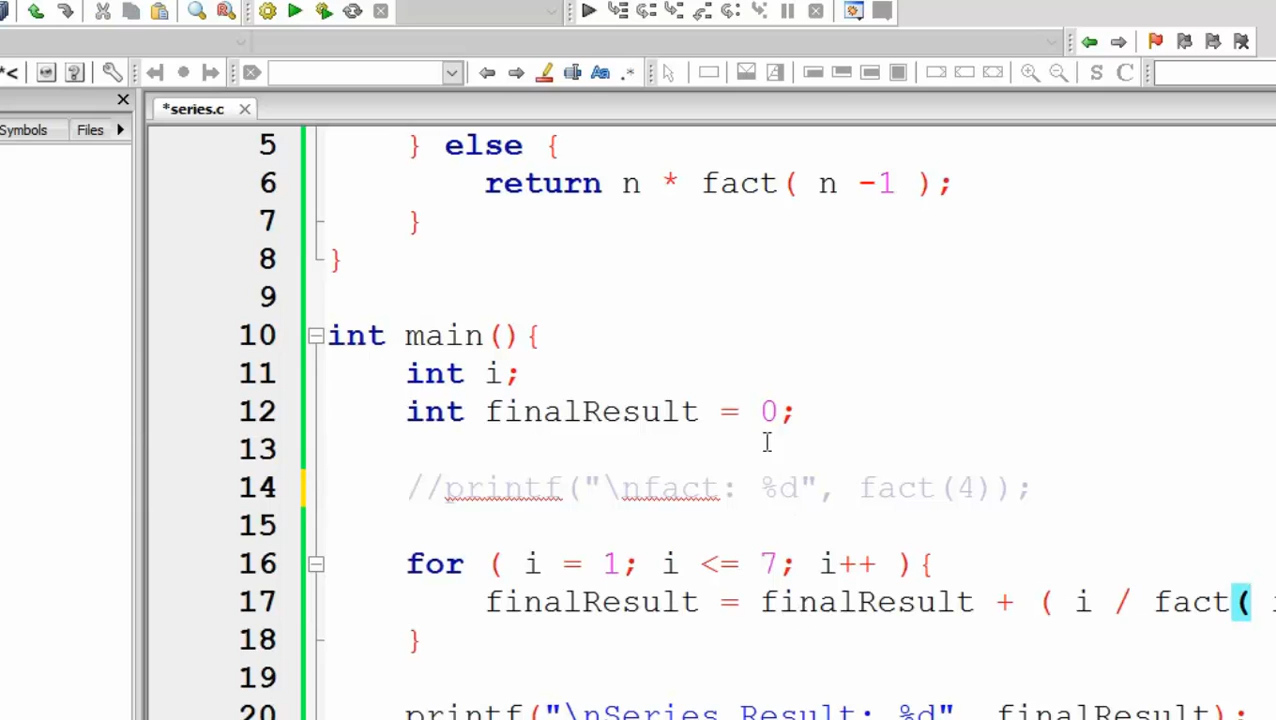 *<
S C
*series.c
Symbols Files
5 } else {
6 return n * fact( n -1 );
7 }
8 }
9
10 int main(){
11 int i;
12 int finalResult = 0;
13
14 //printf("\nfact: %d", fact(4));
15
16 for ( i = 1; i <= 7; i++ ){
17 finalResult = finalResult + ( i / fact(
18 }
19
20 printf("\nSeries Result: %d", finalResult);